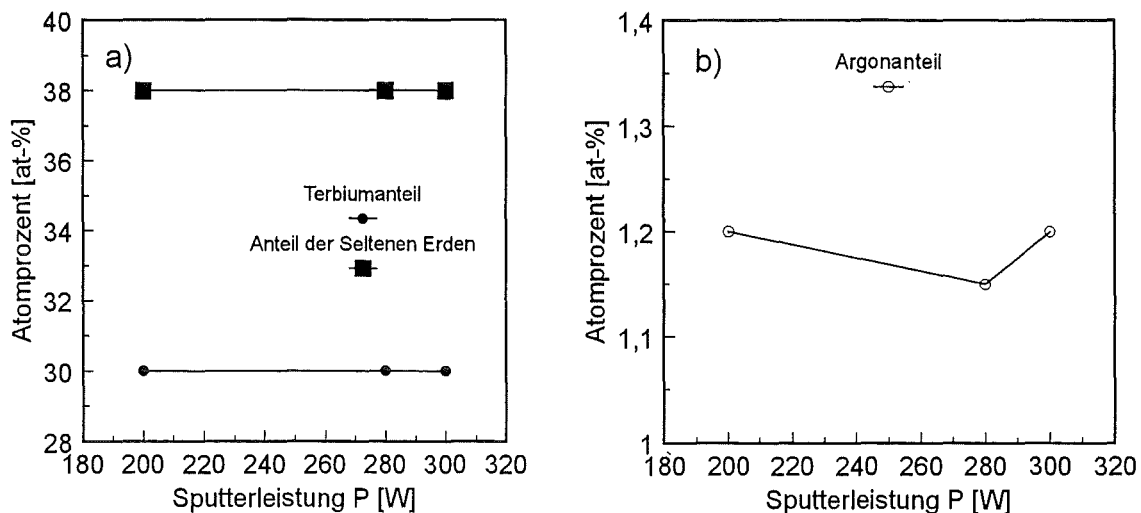 a)
Atomprozent [at-%]
40
38
36
34
32
30
28
Terbiumanteil
Anteil der Seltenen Erden
180 200 220 240 260 280 300 320
Sputterleistung P [W]
b)
Atomprozent [at-%]
1,4
1,3
1,2
1,1
1
Argonanteil
180 200 220 240 260 280 300 320
Sputterleistung P [W]